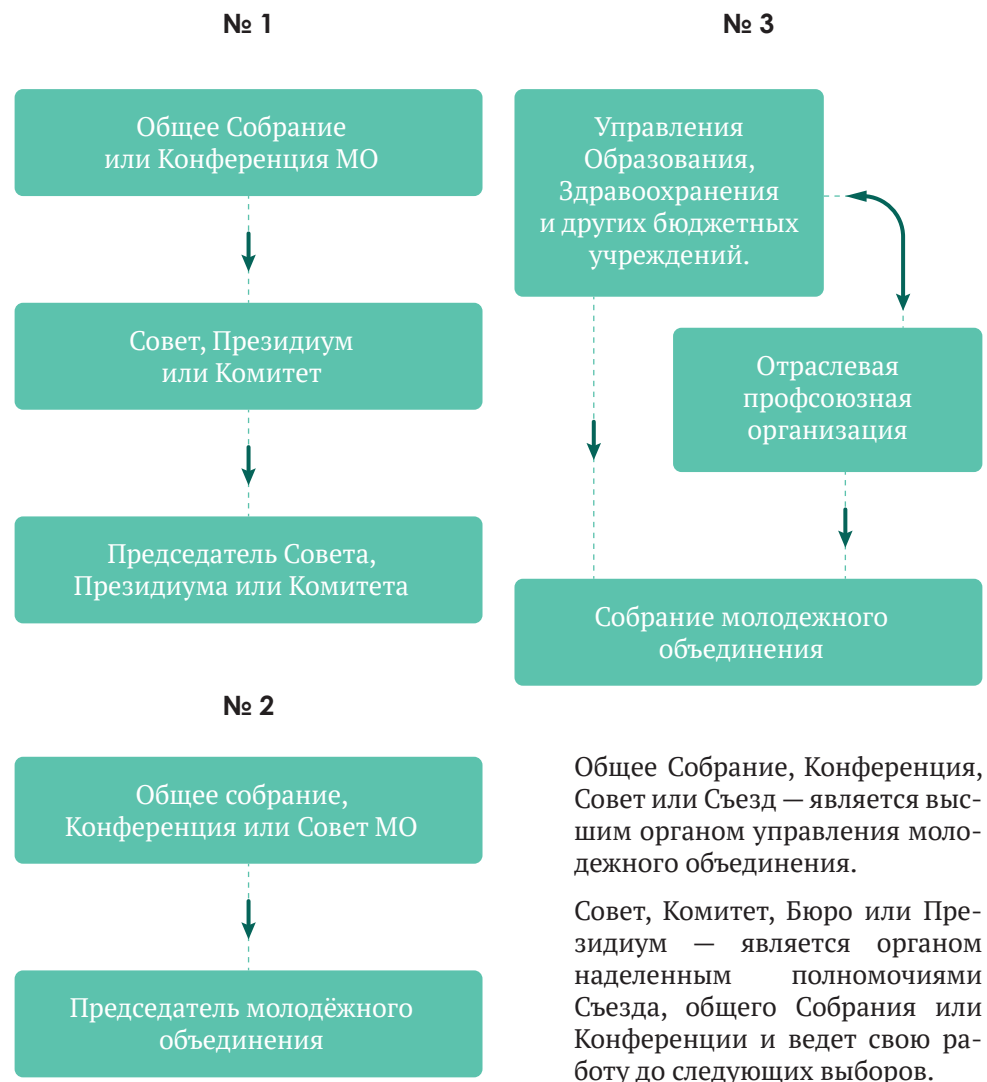 № 1
Общее Собрание
или Конференция МО
Совет, Президиум
или Комитет
Председатель Совета,
Президиума или Комитета
№ 2
Общее собрание,
Конференция или Совет МО
Председатель молодёжного
объединения
№ 3
Управления
Образования,
Здравоохранения
и других бюджетных
учреждений.
Отраслевая
профсоюзная
организация
Собрание молодежного
объединения
Общее Собрание, Конференция,
Совет или Съезд — является выс-
шим органом управления моло-
дежного объединения.
Совет, Комитет, Бюро или Пре-
зидиум — является органом
наделенным полномочиями
Съезда, общего Собрания или
Конференции и ведет свою ра-
боту до следующих выборов.